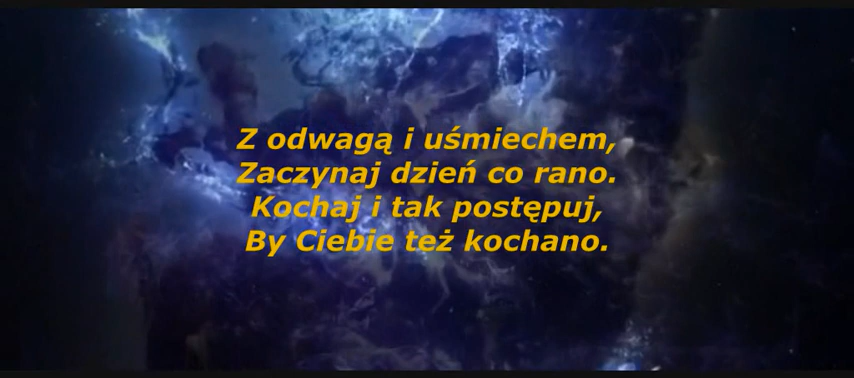 Z odwagą i uśmiechem,
Zaczynaj dzień co rano.
Kochaj i tak postępuj,
By Ciebie też kochano.